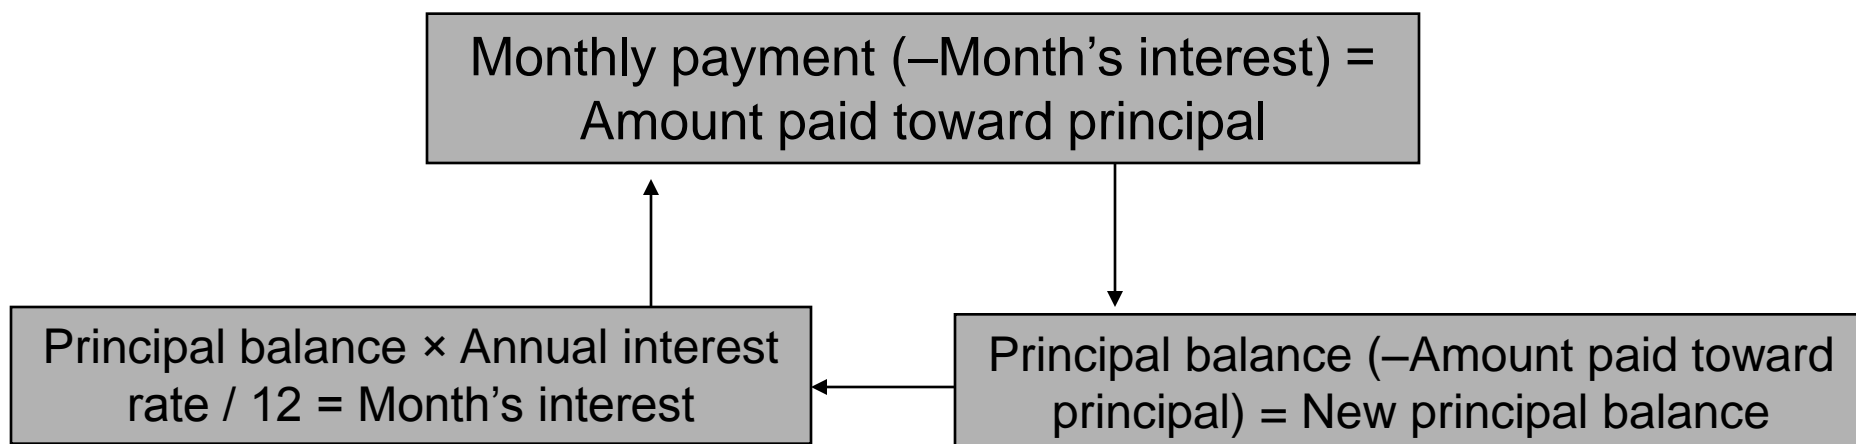 Monthly payment (–Month’s interest) =
Amount paid toward principal
Principal balance × Annual interest
rate / 12 = Month’s interest
Principal balance (–Amount paid toward
principal) = New principal balance